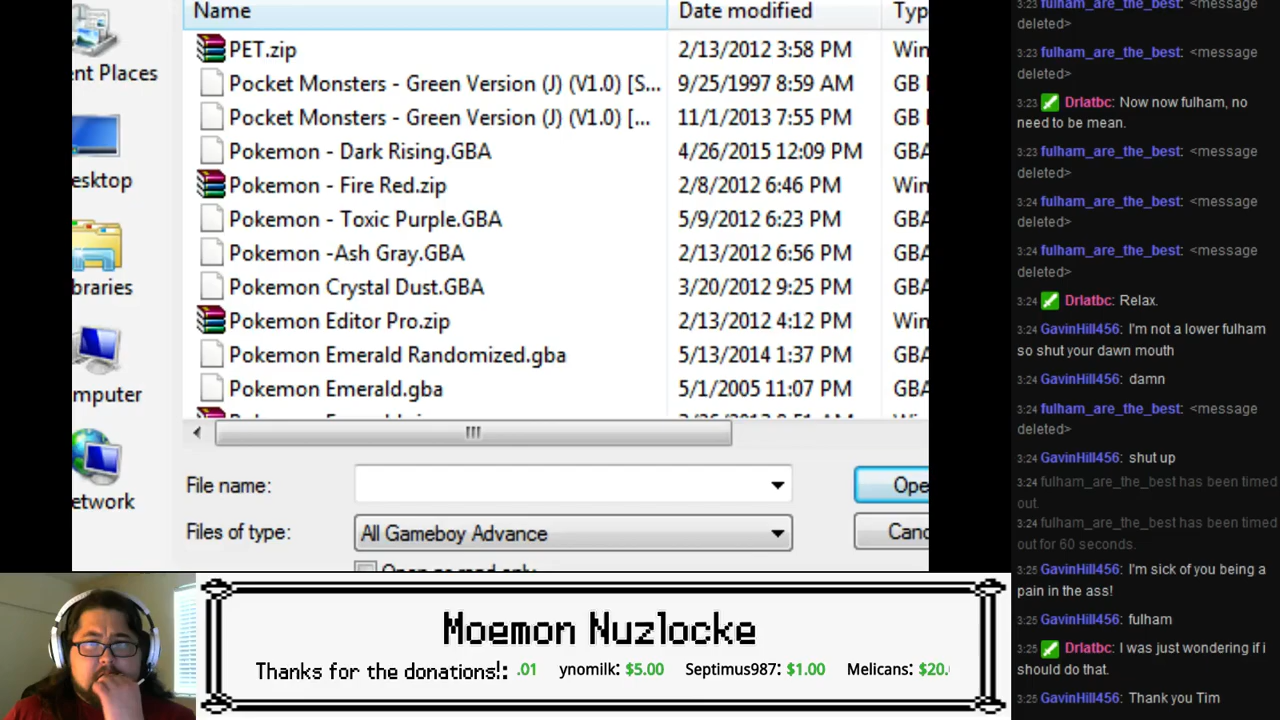 Name Date modified Typ
PET.zip 2/13/2012 3:58 PM Win
Pocket Monsters - Green Version (J) (V1.0) [S... 9/25/1997 8:59 AM GB
Pocket Monsters - Green Version (J) (V1.0) [... 11/1/2013 7:55 PM GB
Pokemon - Dark Rising.GBA 4/26/2015 12:09 PM GBA
Pokemon - Fire Red.zip 2/8/2012 6:46 PM Win
Pokemon - Toxic Purple.GBA 5/9/2012 6:23 PM GBA
Pokemon -Ash Gray.GBA 2/13/2012 6:56 PM GBA
Pokemon Crystal Dust.GBA 3/20/2012 9:25 PM GBA
Pokemon Editor Pro.zip 2/13/2012 4:12 PM Win
Pokemon Emerald Randomized.gba 5/13/2014 1:37 PM GBA
Pokemon Emerald.gba 5/1/2005 11:07 PM GBA
ent Places
esktop
braries
mputer
etwork
File name: Ope
Files of type: All Gameboy Advance Canc
Moemon Nuzlocke
Thanks for the donations!: .01 ynomilk: $5.00 Septimus987: $1.00 Melicans: $20.
3:23 fulham_are_the_best: <message
deleted>
3:23 fulham_are_the_best: <message
deleted>
3:23 Drlatbc: Now now fulham, no
need to be mean.
3:23 fulham_are_the_best: <message
deleted>
3:24 fulham_are_the_best: <message
deleted>
3:24 fulham_are_the_best: <message
deleted>
3:24 Drlatbc: Relax.
3:24 GavinHill456: I'm not a lower fulham
so shut your dawn mouth
3:24 GavinHill456: damn
3:24 fulham_are_the_best: <message
deleted>
3:24 GavinHill456: shut up
3:24 fulham_are_the_best has been timed
out.
3:24 fulham_are_the_best has been timed
out for 60 seconds.
3:25 GavinHill456: I'm sick of you being a
pain in the ass!
3:25 GavinHill456: fulham
3:25 Drlatbc: I was just wondering if i
should do that.
3:25 GavinHill456: Thank you Tim